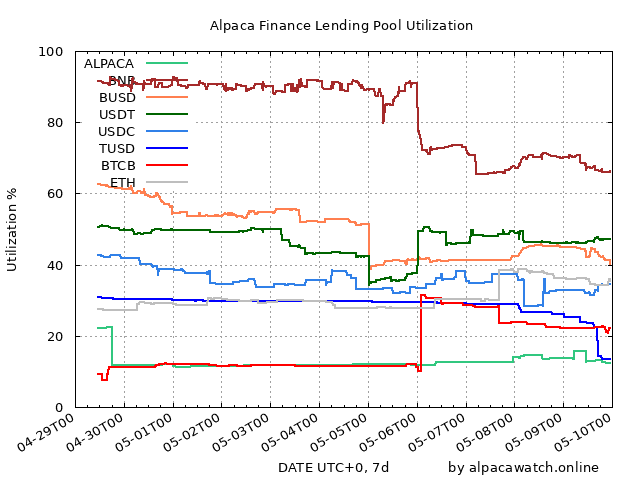 Alpaca Finance Lending Pool Utilization
100
80
60
40
20
0
Utilization %
ALPACA
BNB
BUSD
USDT
USDC
TUSD
BTCB
ETH
04-29T00
04-30T00
05-01T00
05-02T00
05-03T00
05-04T00
05-05T00
05-06T00
05-07T00
05-08T00
05-09T00
05-10T00
DATE UTC+0, 7d
by alpacawatch.online